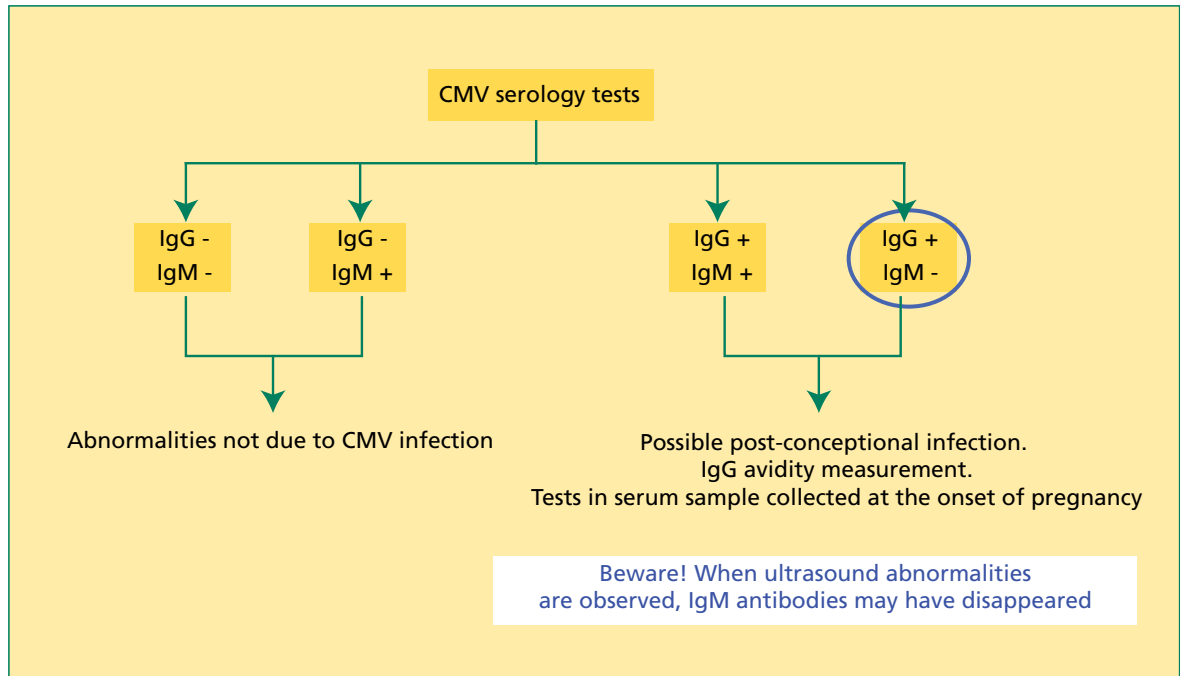 CMV serology tests
IgG -
IgM -
IgG -
IgM +
IgG +
IgM +
IgG +
IgM -
Abnormalities not due to CMV infection
Possible post-conceptional infection.
IgG avidity measurement.
Tests in serum sample collected at the onset of pregnancy
Beware! When ultrasound abnormalities
are observed, IgM antibodies may have disappeared